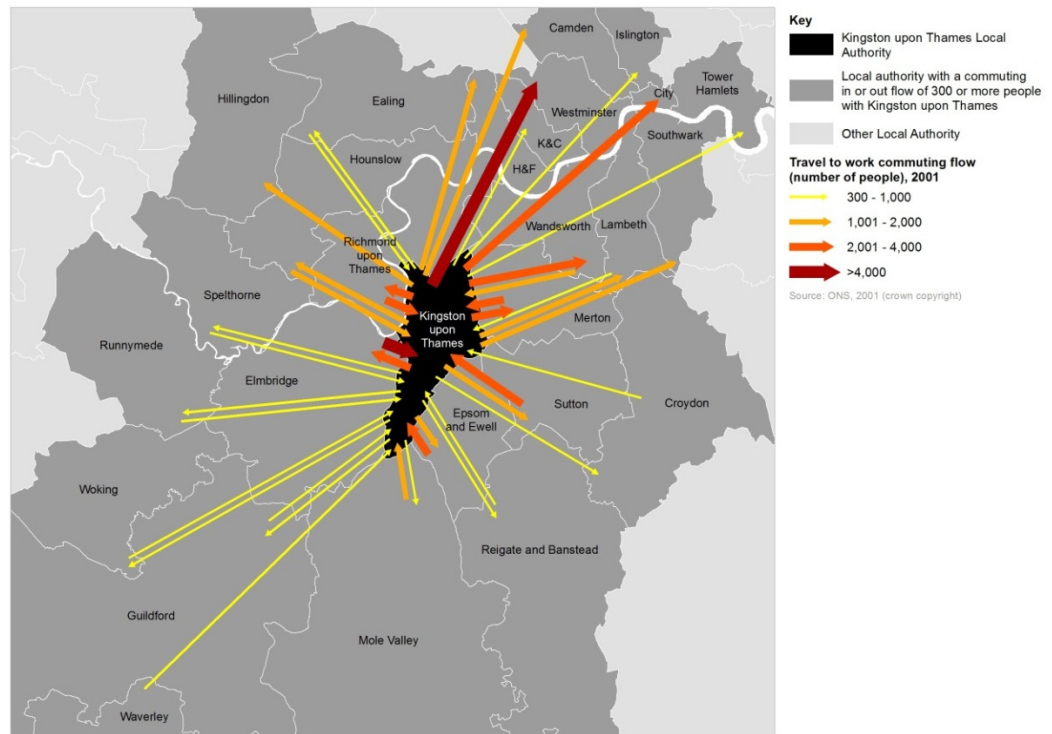 Camden
Islington
Tower
Hamlets
Hillingdon
Ealing
City
Westminster
Southwark
K&C
Hounslow
H&F
Wandsworth
Lambeth
Richmond
upon
Thames
Spelthorne
Kingston
upon
Thames
Merton
Runnymede
Elmbridge
Epsom
and Ewell
Sutton
Croydon
Woking
Reigate and Banstead
Guildford
Mole Valley
Waverley
Key
Kingston upon Thames Local
Authority
Local authority with a commuting
in or out flow of 300 or more people
with Kingston upon Thames
Other Local Authority
Travel to work commuting flow
(number of people), 2001
300 - 1,000
1,001 - 2,000
2,001 - 4,000
>4,000
Source: ONS, 2001 (crown copyright)